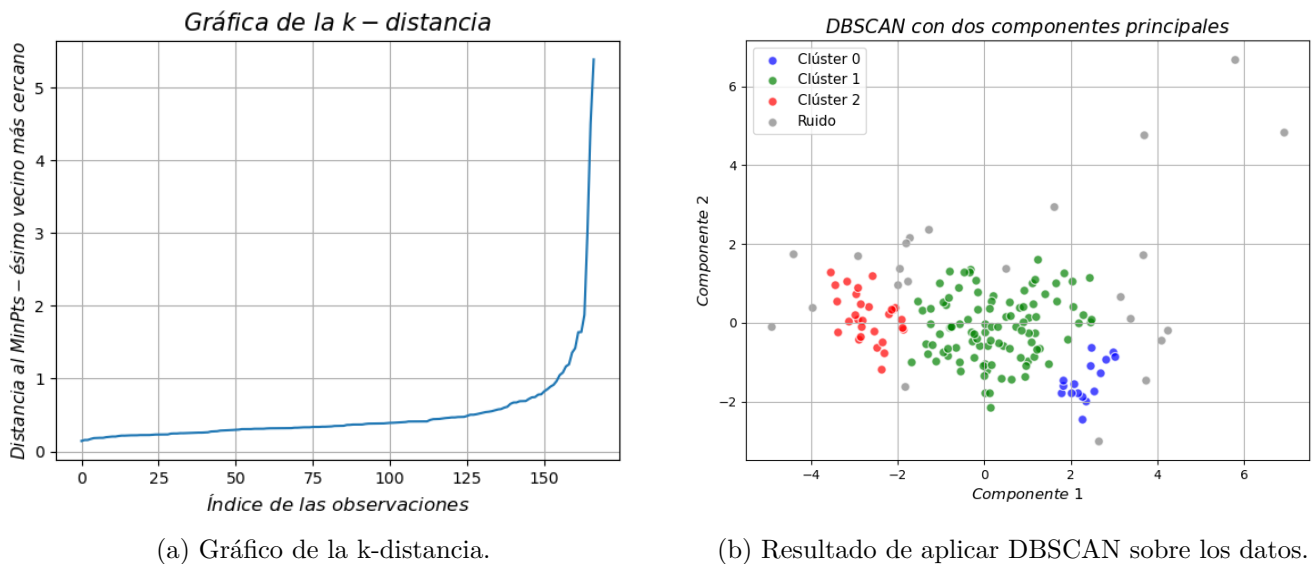 Gráfica de la k − distancia
Distancia al MinPts − ésimo vecino más cercano
5
4
3
2
1
0
0 25 50 75 100 125 150
Índice de las observaciones
(a) Gráfico de la k-distancia.
DBSCAN con dos componentes principales
Clúster 0
Clúster 1
Clúster 2
Ruido
Componente 2
6
4
2
0
−2
−4 −2 0 2 4 6
Componente 1
(b) Resultado de aplicar DBSCAN sobre los datos.